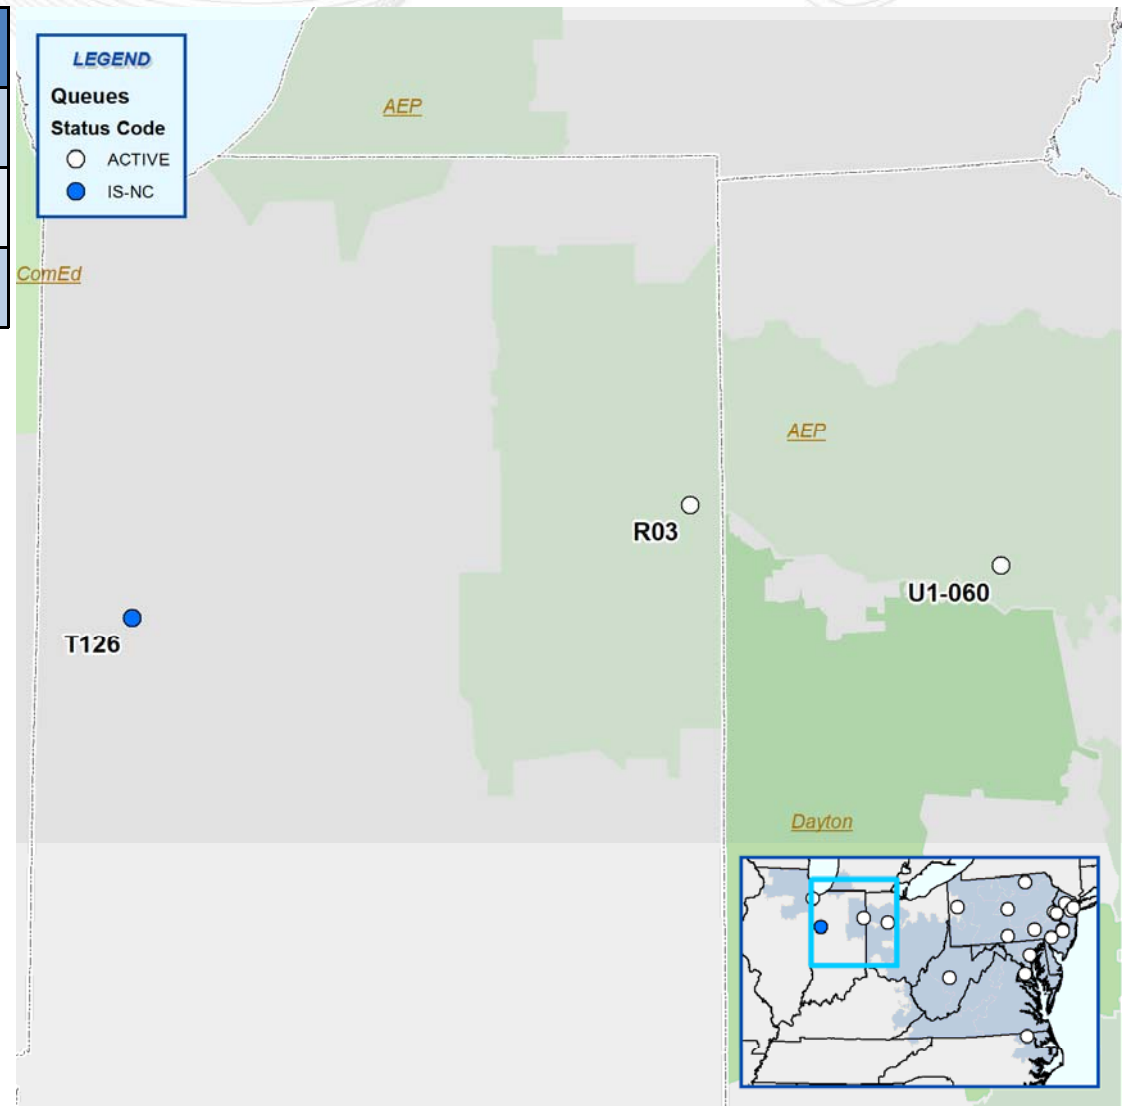 LEGEND
Queues
Status Code
ACTIVE
IS-NC
AEP
ComEd
AEP
R03
U1-060
T126
Dayton